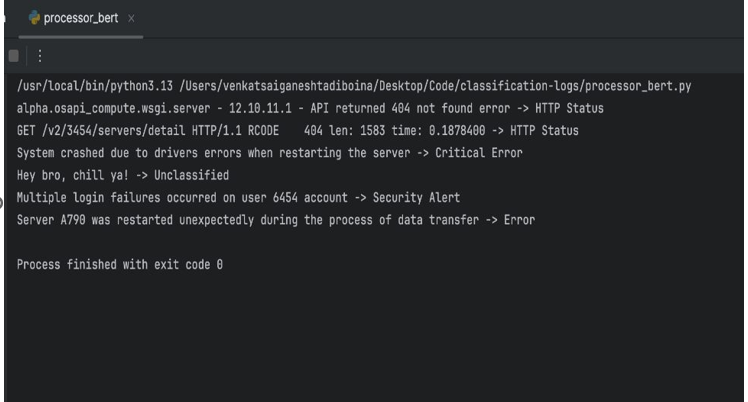 processor_bert ×
/usr/local/bin/python3.13 /Users/venkatsaiganeshtadiboina/Desktop/Code/classification-logs/processor_bert.py
alpha.osapi_compute.wsgi.server - 12.10.11.1 - API returned 404 not found error -> HTTP Status
GET /v2/3454/servers/detail HTTP/1.1 RCODE   404 len: 1583 time: 0.1878400 -> HTTP Status
System crashed due to drivers errors when restarting the server -> Critical Error
Hey bro, chill ya! -> Unclassified
Multiple login failures occurred on user 6454 account -> Security Alert
Server A790 was restarted unexpectedly during the process of data transfer -> Error
Process finished with exit code 0